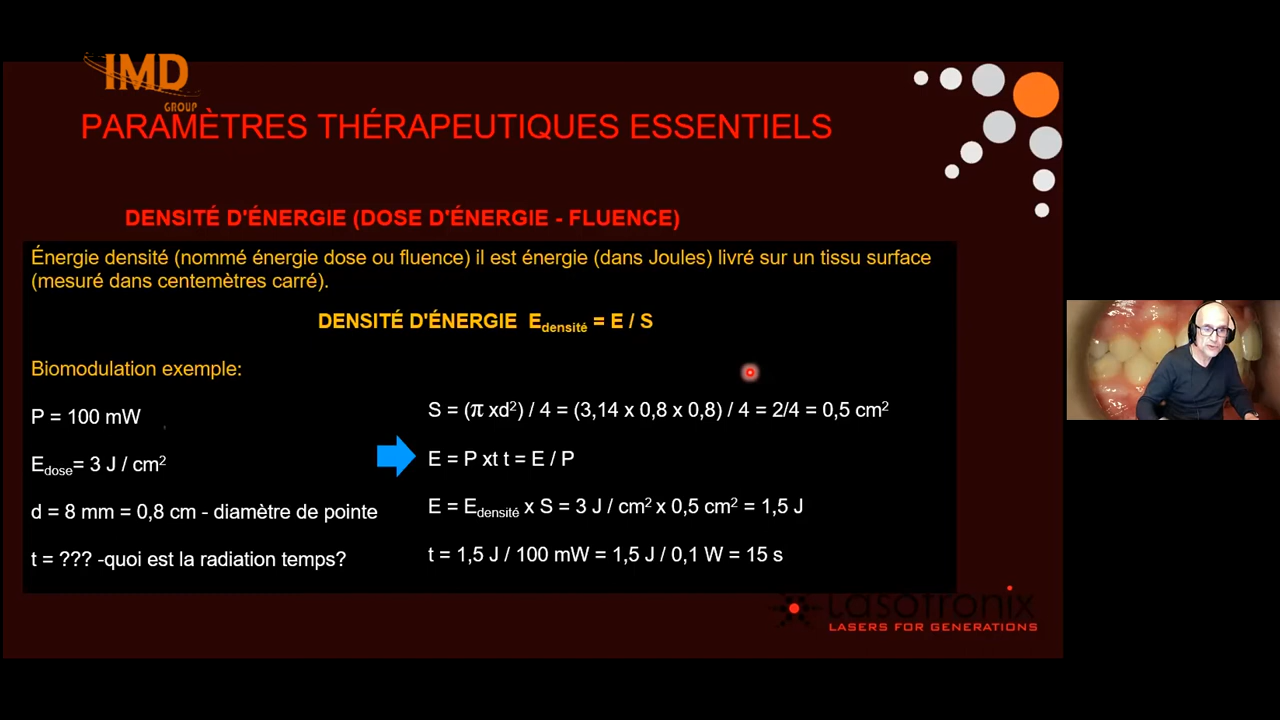 IMD
GROUP
PARAMÈTRES THÉRAPEUTIQUES ESSENTIELS
DENSITÉ D'ÉNERGIE (DOSE D'ÉNERGIE - FLUENCE)
Énergie densité (nommé énergie dose ou fluence) il est énergie (dans Joules) livré sur un tissu surface
(mesuré dans centemètres carré).
DENSITÉ D'ÉNERGIE E densité = E / S
Biomodulation exemple:
P = 100 mW
E dose= 3 J / cm²
d = 8 mm = 0,8 cm - diamètre de pointe
t = ??? -quoi est la radiation temps?
S = (π xd²) / 4 = (3,14 x 0,8 x 0,8) / 4 = 2/4 = 0,5 cm²
E = P xt t = E / P
E = E densité x S = 3 J / cm² x 0,5 cm² = 1,5 J
t = 1,5 J / 100 mW = 1,5 J / 0,1 W = 15 s
Lasotronix
LASERS FOR GENERATIONS